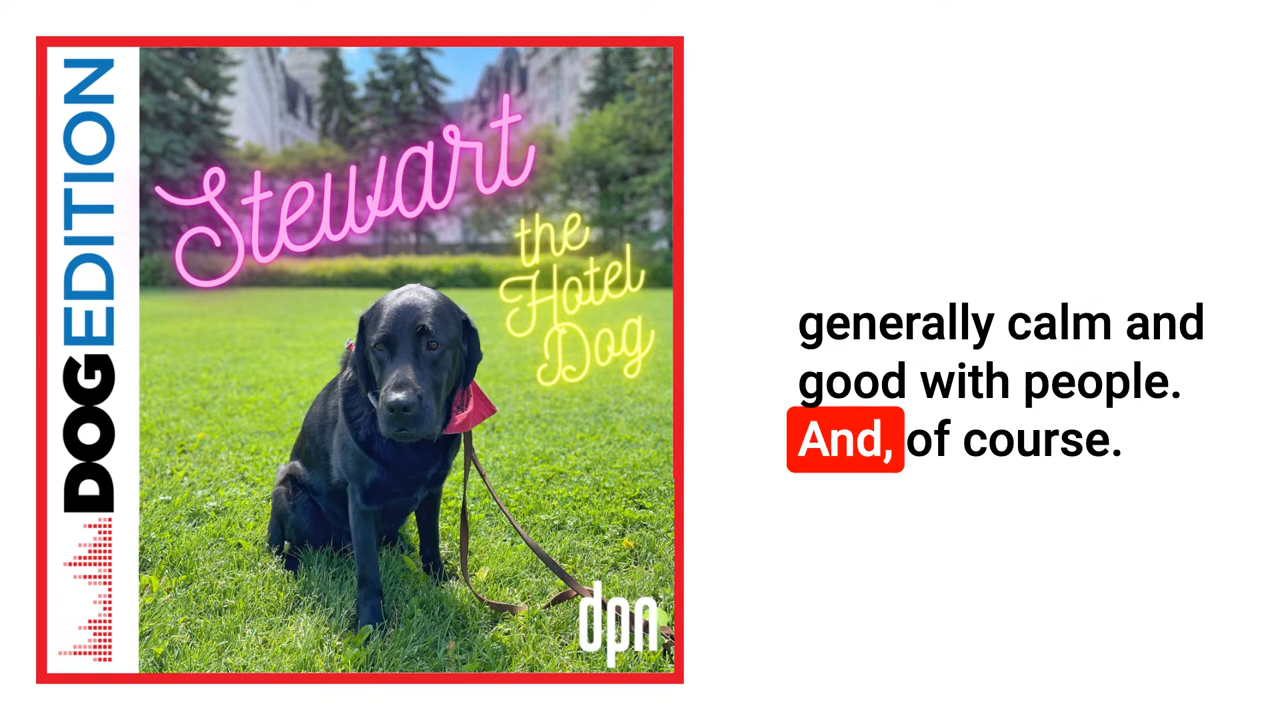 DOGEDITION
Stewart
the
Hotel
Dog
dpn
generally calm and
good with people.
And, of course.